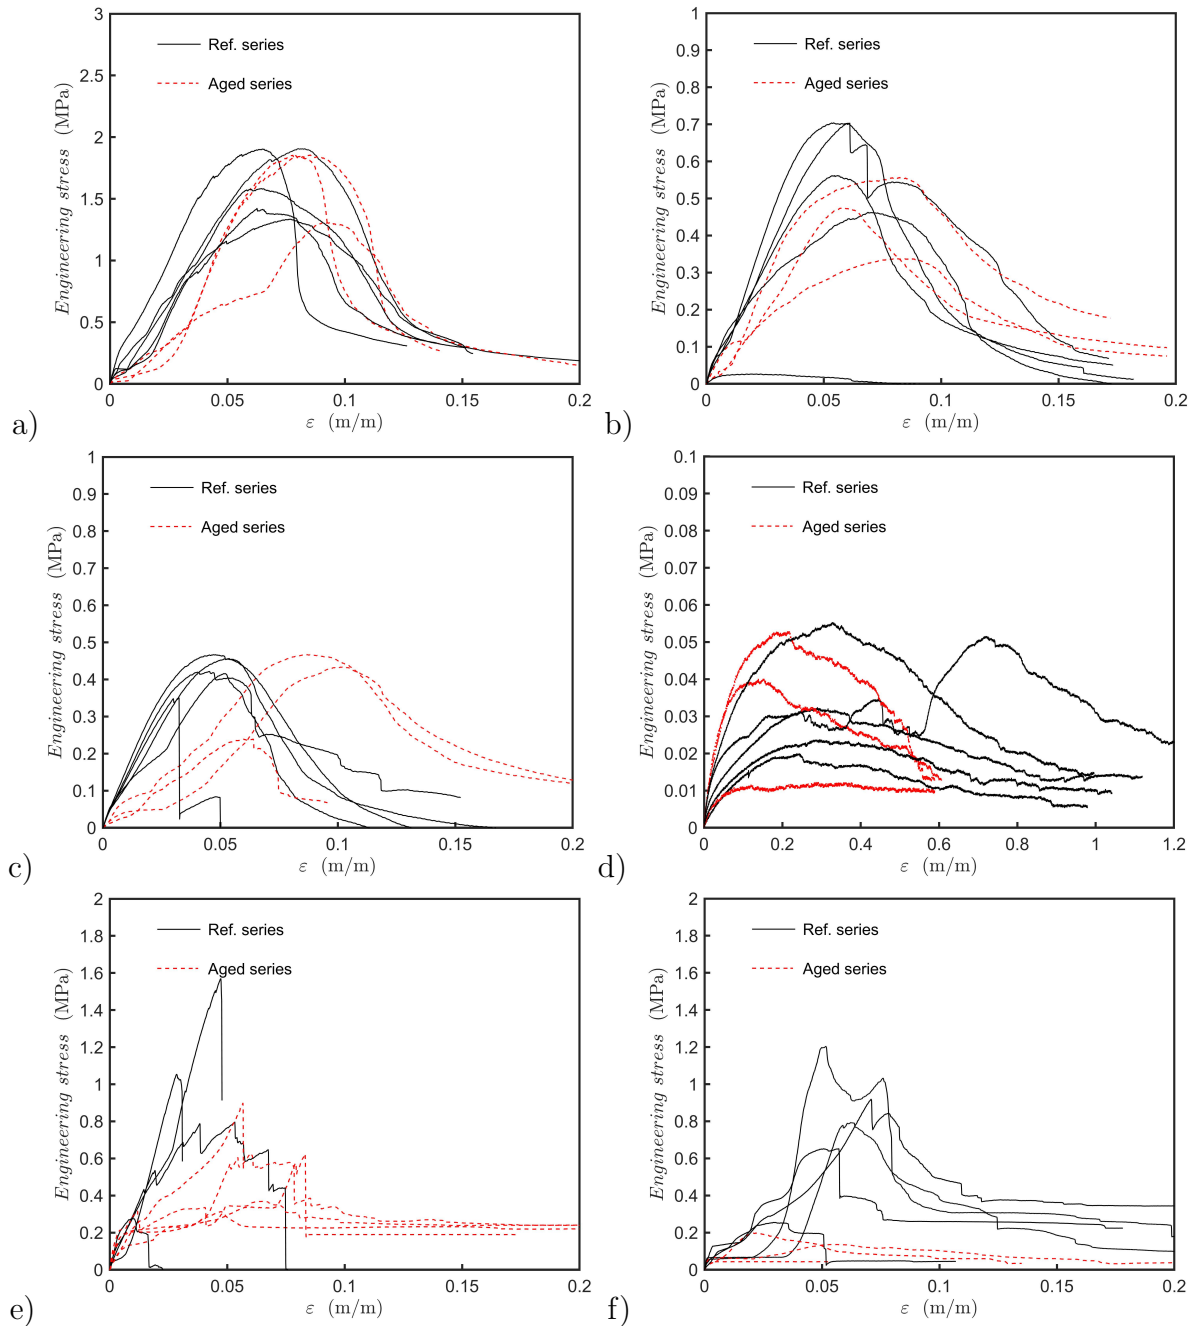 3
2.5
2
1.5
1
0.5
0
0 0.05 0.1 0.15 0.2
Engineering stress (MPa)
ε (m/m)
Ref. series
Aged series
a)
1
0.9
0.8
0.7
0.6
0.5
0.4
0.3
0.2
0.1
0
0 0.05 0.1 0.15 0.2
Engineering stress (MPa)
ε (m/m)
Ref. series
Aged series
b)
1
0.9
0.8
0.7
0.6
0.5
0.4
0.3
0.2
0.1
0
0 0.05 0.1 0.15 0.2
Engineering stress (MPa)
ε (m/m)
Ref. series
Aged series
c)
0.1
0.09
0.08
0.07
0.06
0.05
0.04
0.03
0.02
0.01
0
0 0.2 0.4 0.6 0.8 1 1.2
Engineering stress (MPa)
ε (m/m)
Ref. series
Aged series
d)
2
1.8
1.6
1.4
1.2
1
0.8
0.6
0.4
0.2
0
0 0.05 0.1 0.15 0.2
Engineering stress (MPa)
ε (m/m)
Ref. series
Aged series
e)
2
1.8
1.6
1.4
1.2
1
0.8
0.6
0.4
0.2
0
0 0.05 0.1 0.15 0.2
Engineering stress (MPa)
ε (m/m)
Ref. series
Aged series
f)